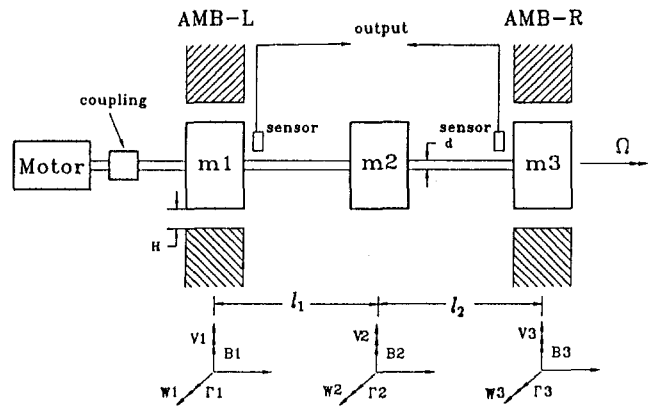 AMB-L AMB-R
output
coupling
sensor sensor
d
Motor m1 m2 m3 Ω
H
l1 l2
V1 V2 V3
B1 B2 B3
W1 Γ1 W2 Γ2 W3 Γ3